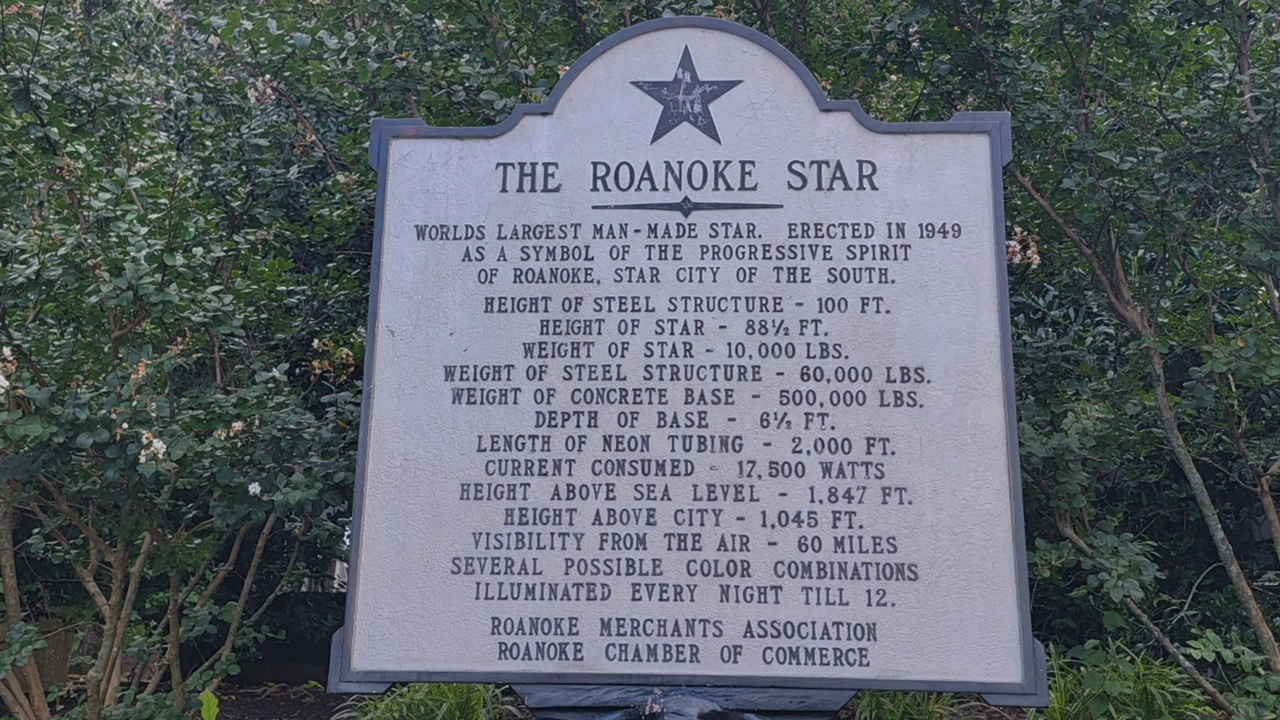 THE ROANOKE STAR
WORLDS LARGEST MAN-MADE STAR. ERECTED IN 1949
AS A SYMBOL OF THE PROGRESSIVE SPIRIT
OF ROANOKE, STAR CITY OF THE SOUTH.
HEIGHT OF STEEL STRUCTURE - 100 FT.
HEIGHT OF STAR - 88½ FT.
WEIGHT OF STAR - 10,000 LBS.
WEIGHT OF STEEL STRUCTURE - 60,000 LBS.
WEIGHT OF CONCRETE BASE - 500,000 LBS.
DEPTH OF BASE - 6½ FT.
LENGTH OF NEON TUBING - 2,000 FT.
CURRENT CONSUMED - 17,500 WATTS
HEIGHT ABOVE SEA LEVEL - 1,847 FT.
HEIGHT ABOVE CITY - 1,045 FT.
VISIBILITY FROM THE AIR - 60 MILES
SEVERAL POSSIBLE COLOR COMBINATIONS
ILLUMINATED EVERY NIGHT TILL 12.
ROANOKE MERCHANTS ASSOCIATION
ROANOKE CHAMBER OF COMMERCE